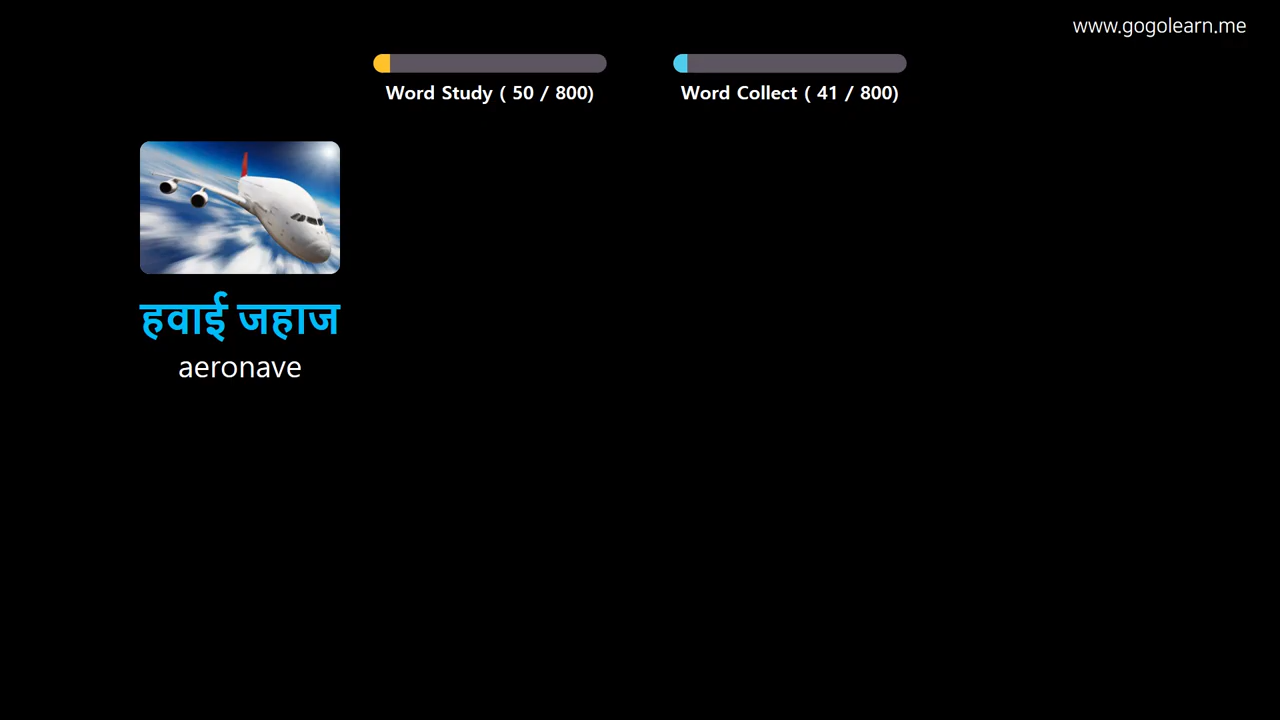 www.gogolearn.me
Word Study ( 50 / 800)
Word Collect ( 41 / 800)
हवाई जहाज
aeronave